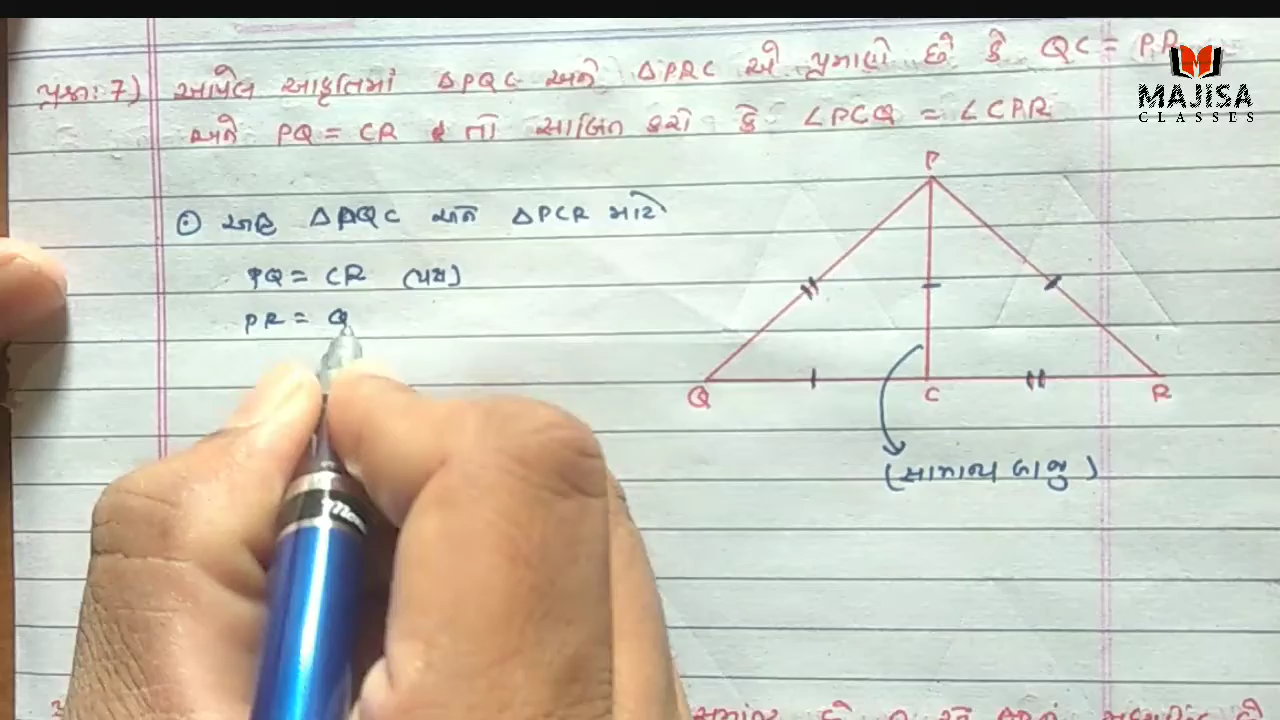 પ્રશ્નઃ 7) આપેલ આકૃતિમાં ΔPQC અને ΔPRC એ પ્રમાણે છે કે QC = PR
અને PQ = CR તો સાબિત કરો કે ∠PCQ = ∠CPR
MAJISA
CLASSES
P
⊙ અહિ ΔPQC અને ΔPCR માટે
PQ = CR (પક્ષ)
PR = Q
Q C R
(સામાન્ય બાજુ)